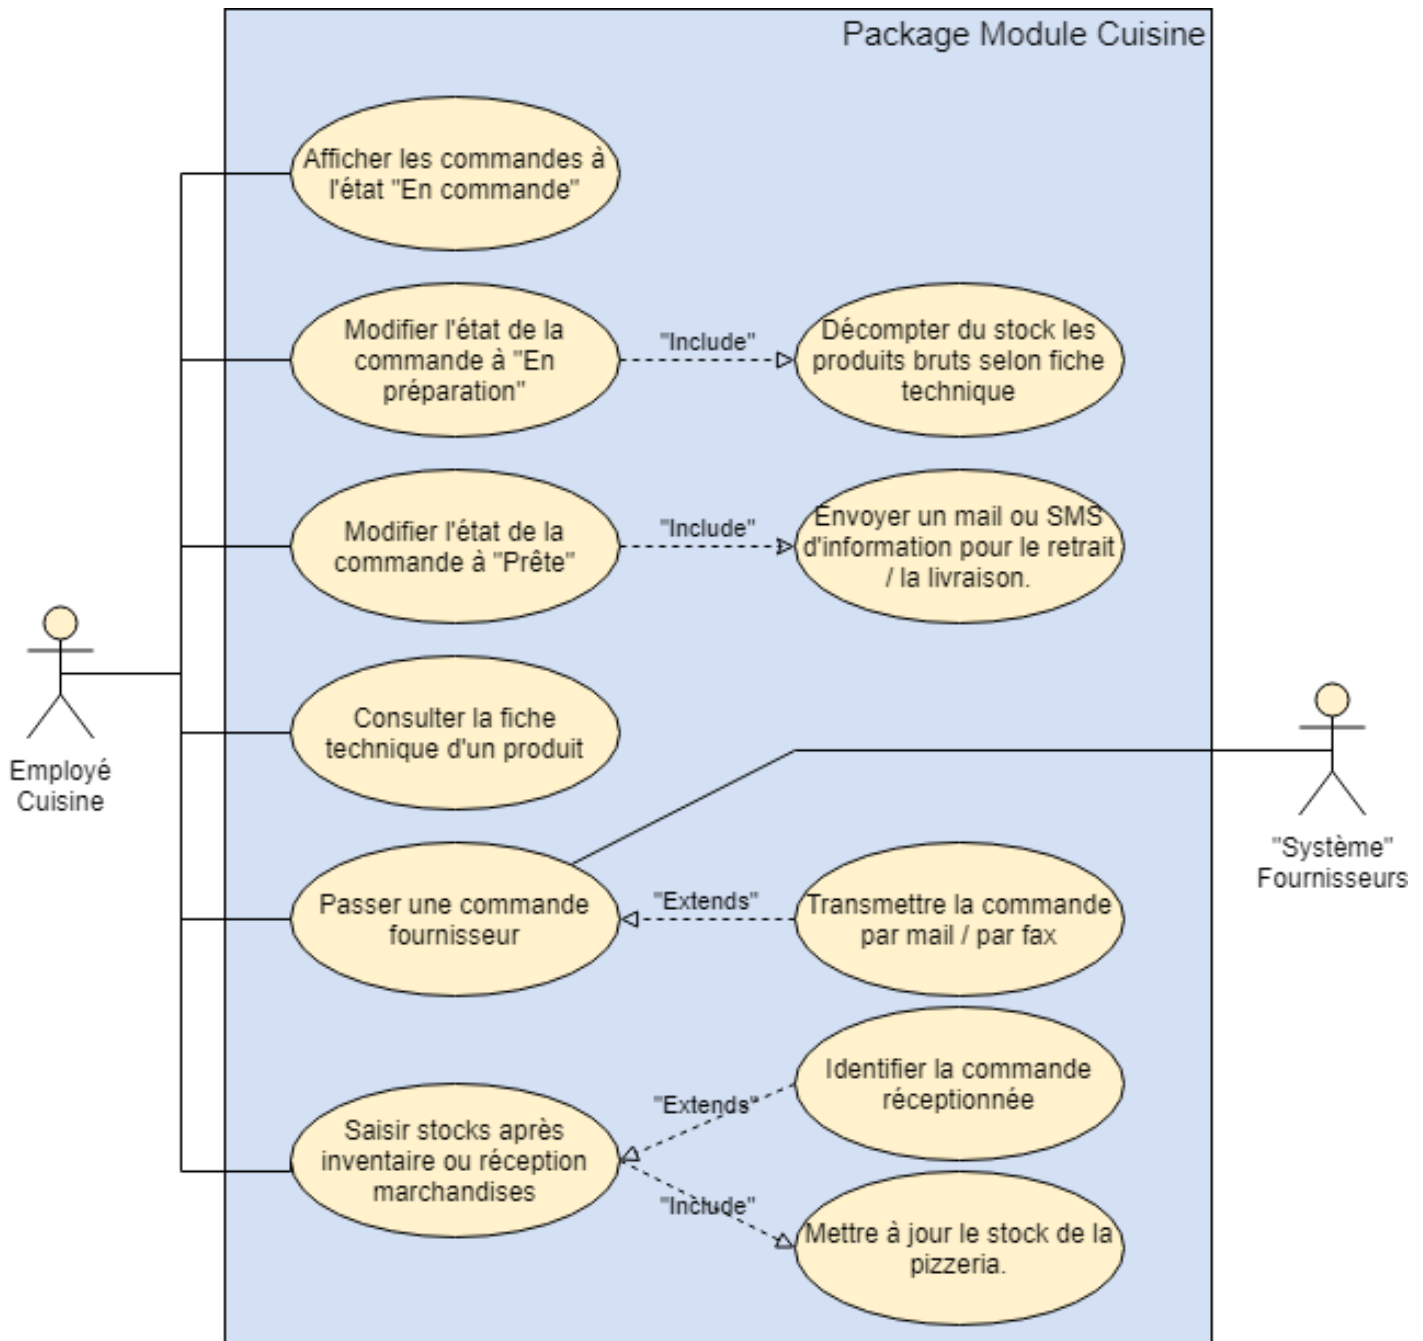 Package Module Cuisine
Afficher les commandes à
l'état "En commande"
Modifier l'état de la
commande à "En
préparation"
"Include"
Décompter du stock les
produits bruts selon fiche
technique
Modifier l'état de la
commande à "Prête"
"Include"
Envoyer un mail ou SMS
d'information pour le retrait
/ la livraison.
Employé
Cuisine
Consulter la fiche
technique d'un produit
"Système"
Fournisseurs
Passer une commande
fournisseur
"Extends"
Transmettre la commande
par mail / par fax
Identifier la commande
réceptionnée
"Extends"
Saisir stocks après
inventaire ou réception
marchandises
"Include"
Mettre à jour le stock de la
pizzeria.